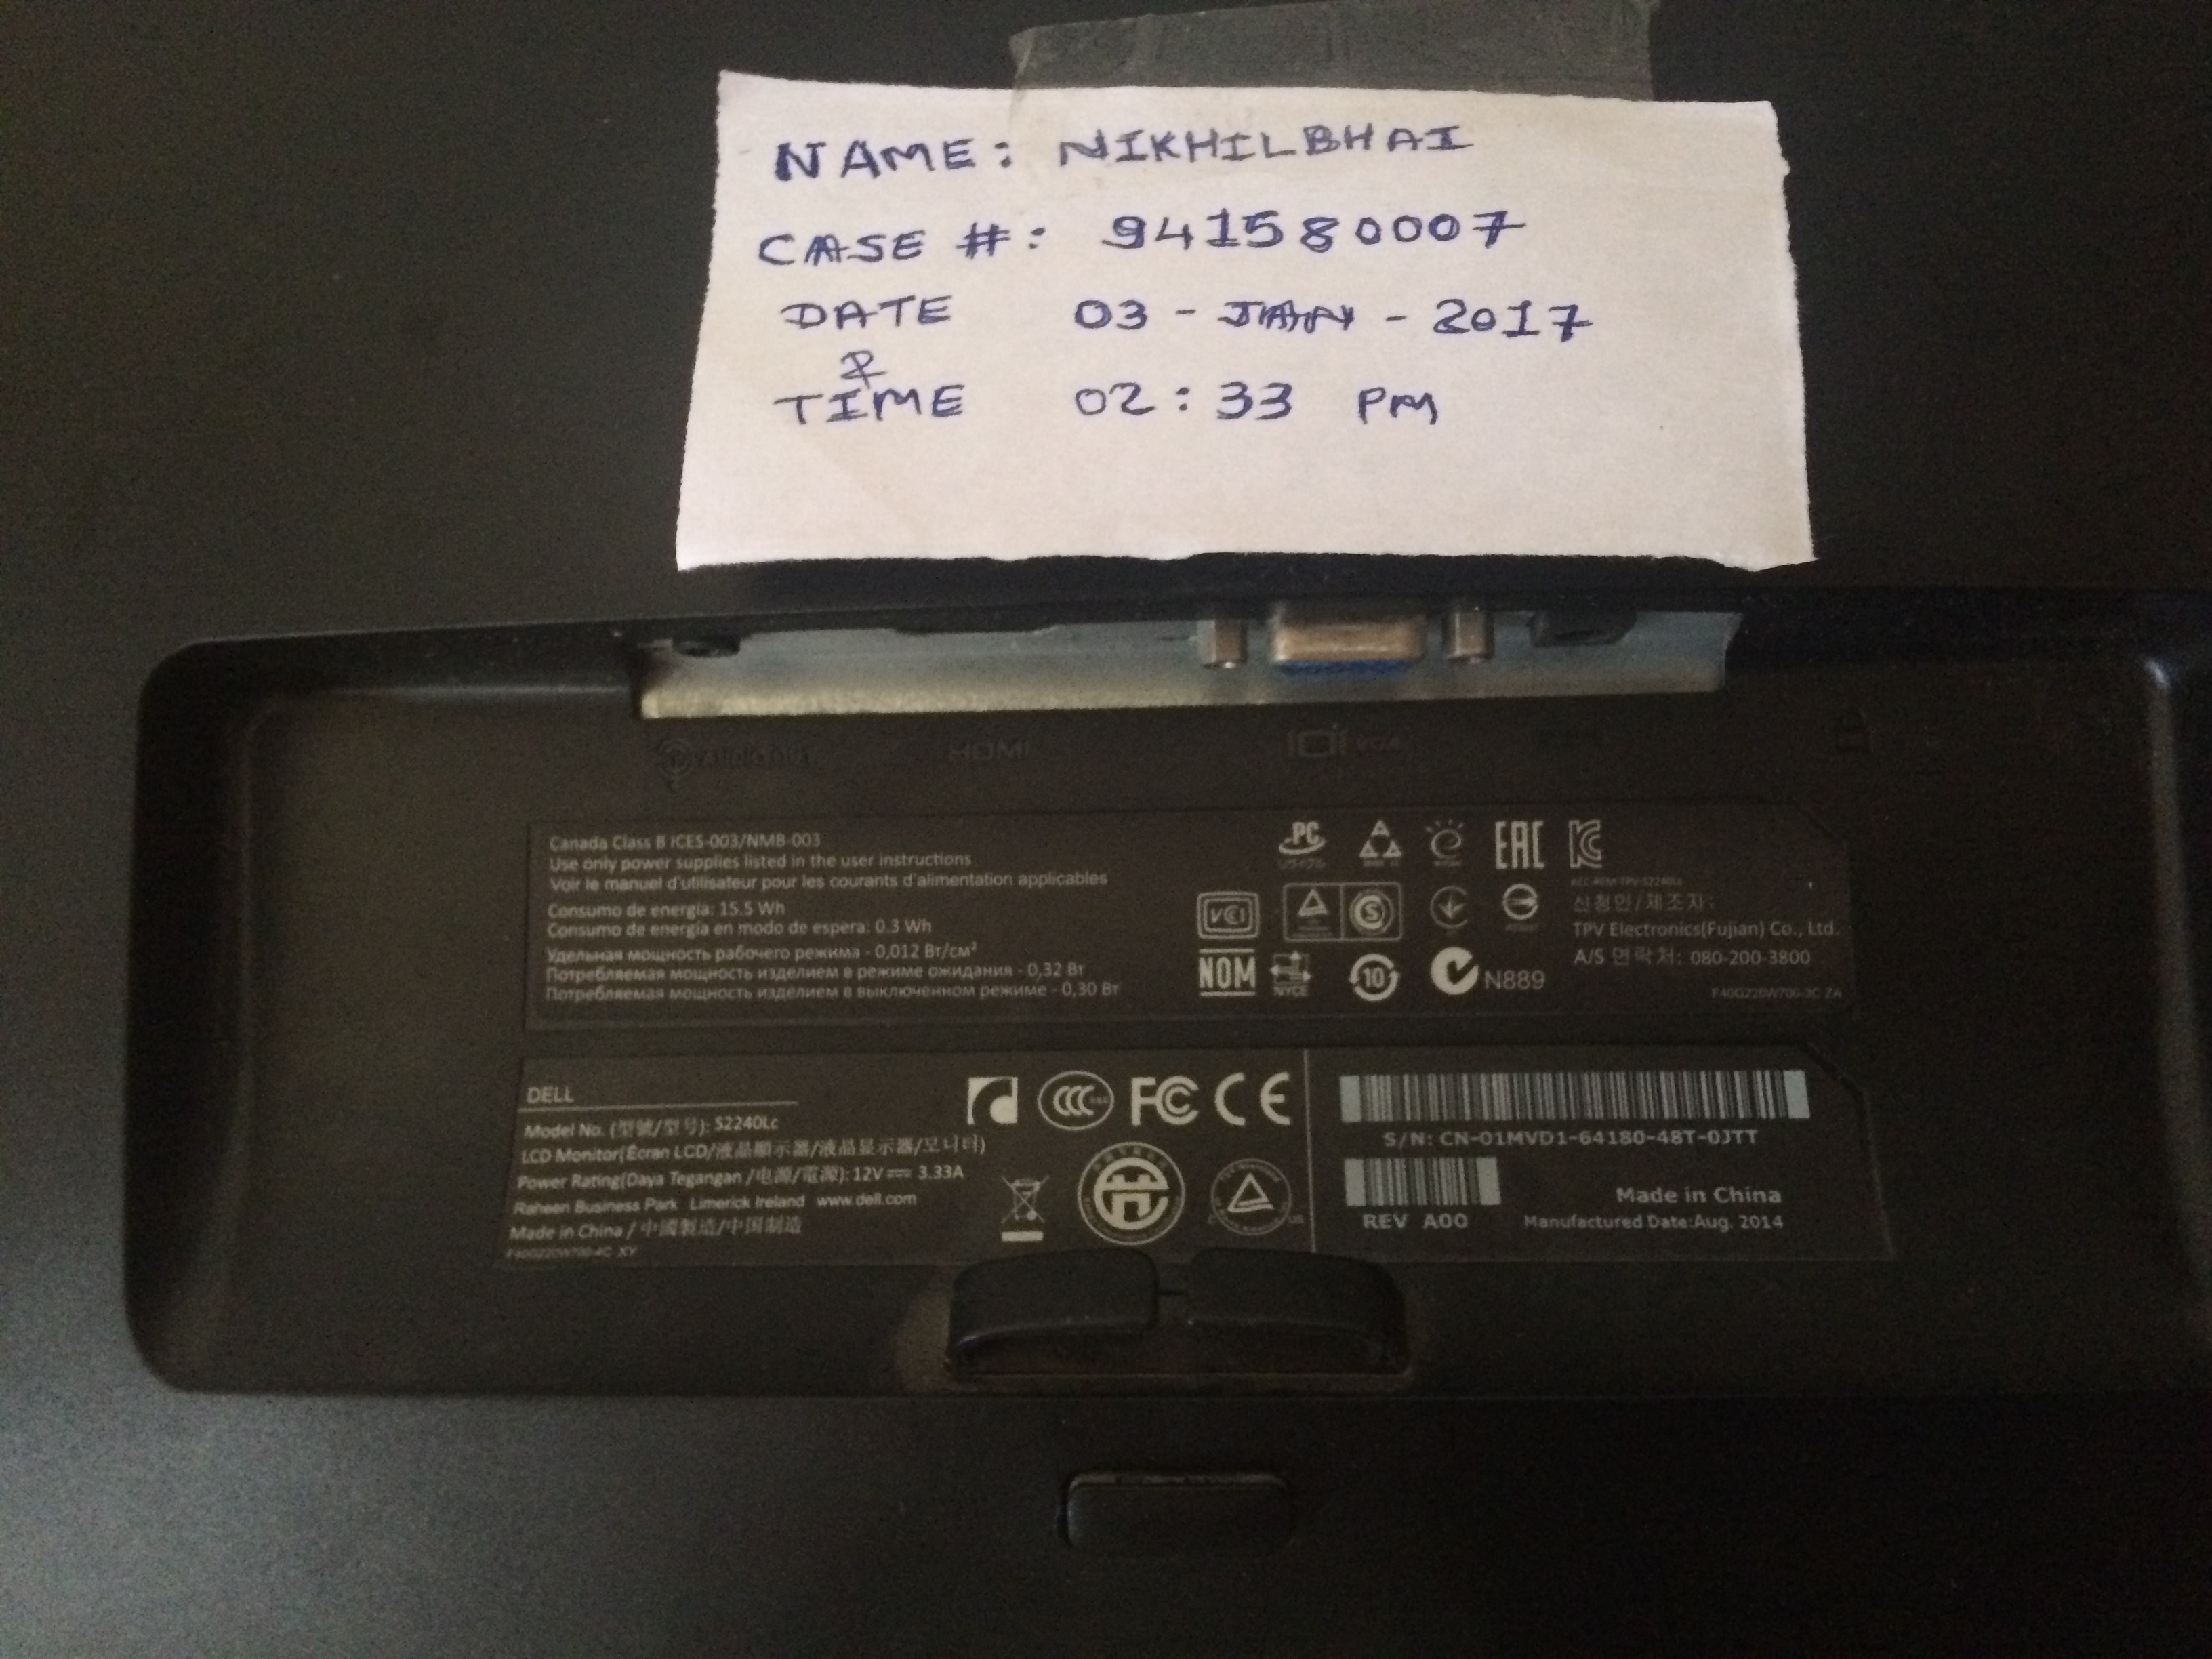 NAME: NIKHILBHAI
CASE #: 941580007
DATE 03 - JAN - 2017
&
TIME 02:33 PM
HDMI
VGA
Canada Class B ICES-003/NMB-003
Use only power supplies listed in the user instructions
Voir le manuel d'utilisateur pour les courants d'alimentation applicables
Consumo de energía: 15.5 Wh
Consumo de energía en modo de espera: 0.3 Wh
Удельная мощность рабочего режима - 0,012 Вт/см²
Потребляемая мощность изделием в режиме ожидания - 0,32 Вт
Потребляемая мощность изделием в выключенном режиме - 0,30 Вт
PC
EAC
VCCI
S
NOM
NYCE
10
N889
신청인/제조자:
TPV Electronics(Fujian) Co., Ltd.
A/S 연락처: 080-200-3800
DELL
Model No. (型號/型号): S2240Lc
LCD Monitor/Écran LCD/液晶顯示器/液晶显示器/모니터)
Power Rating(Daya Tegangan /电源/電源): 12V⎓ 3.33A
Raheen Business Park Limerick Ireland www.dell.com
Made in China / 中國製造/中国制造
CCC
FC CE
S/N: CN-01MVD1-64180-48T-0JTT
REV A00
Made in China
Manufactured Date:Aug. 2014